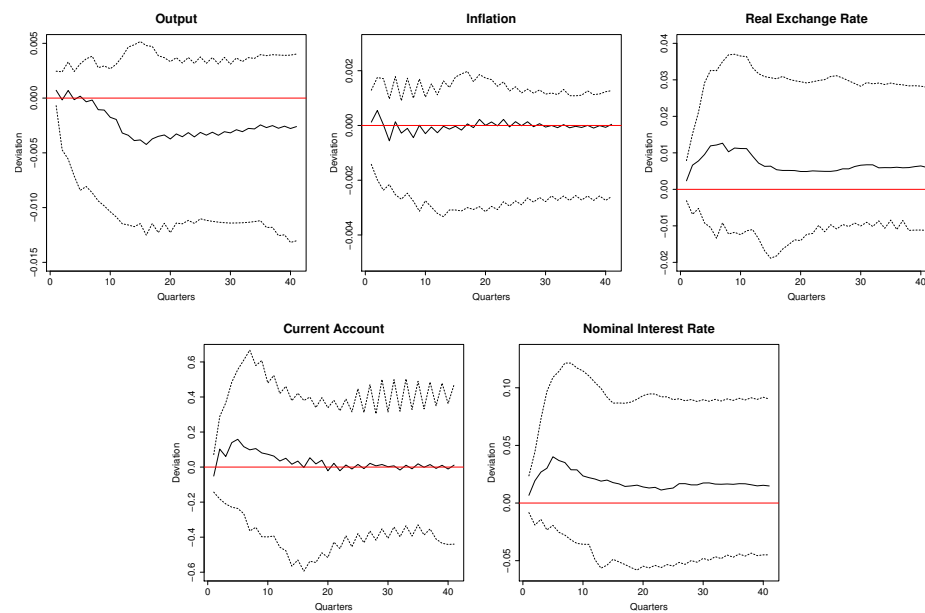 Output
Inflation
Real Exchange Rate
Deviation
0.005
0.000
−0.005
−0.010
−0.015
0 10 20 30 40
Quarters
Deviation
0.002
0.000
−0.002
−0.004
0 10 20 30 40
Quarters
Deviation
0.04
0.03
0.02
0.01
0.0
−0.01
−0.02
0 10 20 30 40
Quarters
Current Account
Nominal Interest Rate
Deviation
0.6
0.4
0.2
0.0
−0.2
−0.4
−0.6
0 10 20 30 40
Quarters
Deviation
0.10
0.05
0.00
−0.05
0 10 20 30 40
Quarters